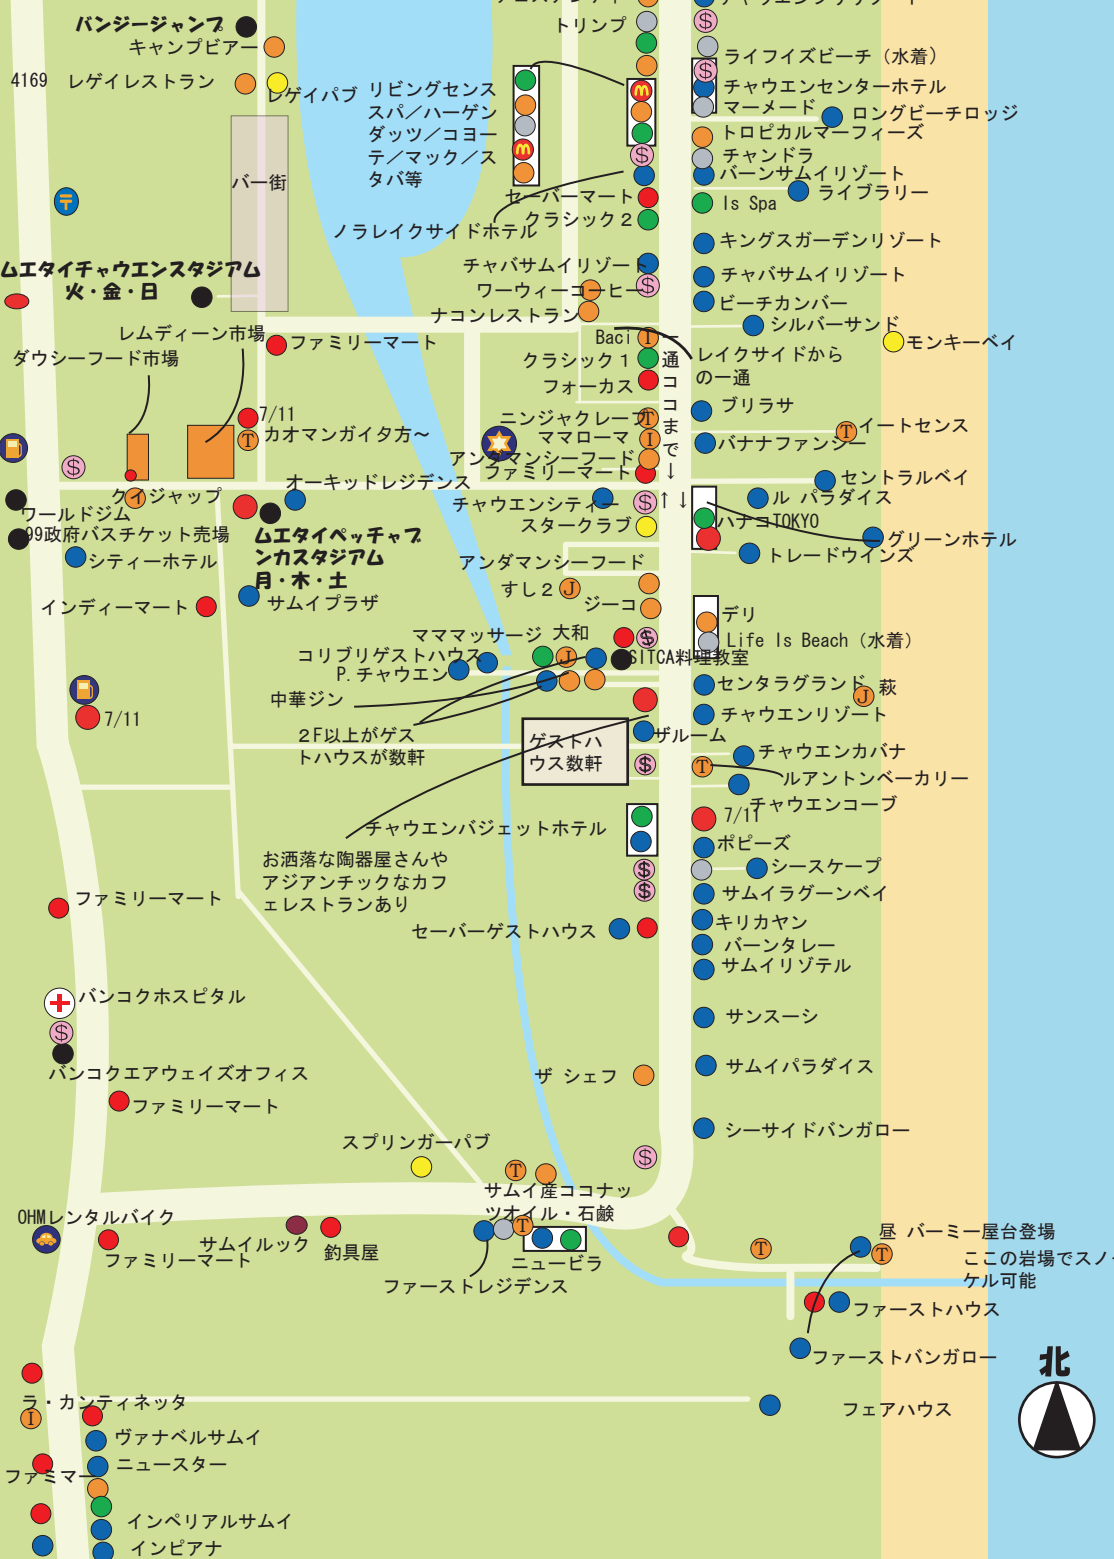 トリンプ
バンジージャンプ
キャンプビアー
4169
レゲイレストラン
レゲイパブ
リビングセンス
スパ／ハーゲン
ダッツ／コヨー
テ／マック／ス
タバ等
ライフイズビーチ（水着）
チャウエンセンターホテル
マーメード
ロングビーチロッジ
トロピカルマーフィーズ
チャンドラ
バーンサムイリゾート
ライブラリー
Is Spa
バー街
セーバーマート
クラシック２
ノラレイクサイドホテル
キングスガーデンリゾート
チャバサムイリゾート
チャバサムイリゾート
ワーウィーコーヒー
ナコンレストラン
ビーチカンバー
シルバーサンド
モンキーベイ
ムエタイチャウエンスタジアム
火・金・日
レムディーン市場
ダウシーフード市場
ファミリーマート
Baci
クラシック１
フォーカス
一通ココまで↓
レイクサイドから
の一通
ブリラサ
7/11
カオマンガイタ方～
ニンジャクレープ
ママローマ
アンダマンシーフード
ファミリーマート
イートセンス
バナナファンシー
セントラルベイ
オーキッドレジデンス
クイジャップ
チャウエンシティー
↑↓
ル パラダイス
スタークラブ
ハナコTOKYO
グリーンホテル
トレードウインズ
ワールドジム
99政府バスチケット売場
シティーホテル
ムエタイペッチャブ
ンカスタジアム
月・木・土
アンダマンシーフード
すし２
ジーコ
インディーマート
サムイプラザ
デリ
Life Is Beach（水着）
マママッサージ
大和
コリブリゲストハウス
P.チャウエン
SITCA料理教室
中華ジン
センタラグランド
萩
チャウエンリゾート
7/11
２F以上がゲス
トハウスが数軒
ゲストハ
ウス数軒
ザルーム
チャウエンカバナ
ルアントンベーカリー
チャウエンコーブ
7/11
チャウエンバジェットホテル
ポピーズ
お洒落な陶器屋さんや
アジアンチックなカフ
ェレストランあり
シースケープ
サムイラグーンベイ
ファミリーマート
セーバーゲストハウス
キリカヤン
バーンタレー
サムイリゾテル
バンコクホスピタル
サンスーシ
バンコクエアウェイズオフィス
ザ シェフ
サムイパラダイス
ファミリーマート
シーサイドバンガロー
スプリンガーパブ
サムイ産ココナッ
ツオイル・石鹸
OHMレンタルバイク
ファミリーマート
サムイルック
釣具屋
ニュービラ
ファーストレジデンス
昼 バーミー屋台登場
ここの岩場でスノー
ケル可能
ファーストハウス
ファーストバンガロー
北
ラ・カンティネッタ
フェアハウス
ヴァナベルサムイ
ニュースター
ファミマー
インペリアルサムイ
インピアナ